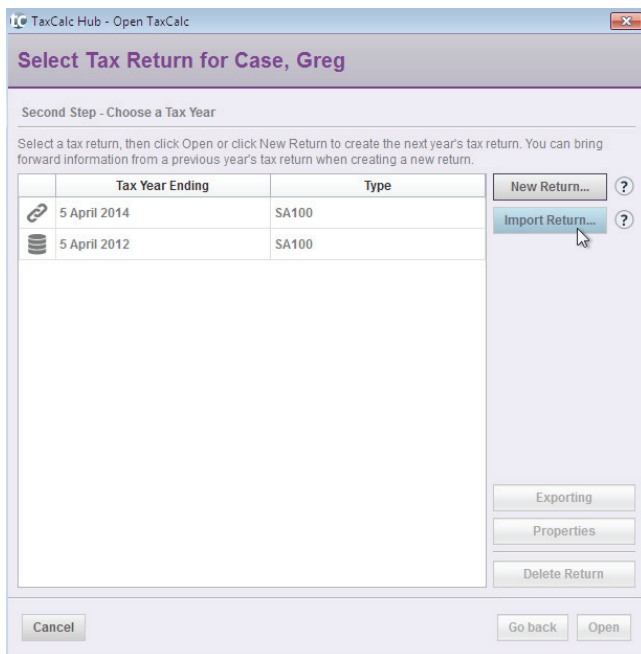 TaxCalc Hub - Open TaxCalc
Select Tax Return for Case, Greg
Second Step - Choose a Tax Year
Select a tax return, then click Open or click New Return to create the next year's tax return. You can bring
forward information from a previous year's tax return when creating a new return.
Tax Year Ending Type
New Return... ?
5 April 2014 SA100
Import Return... ?
5 April 2012 SA100
Exporting
Properties
Delete Return
Cancel Go back Open